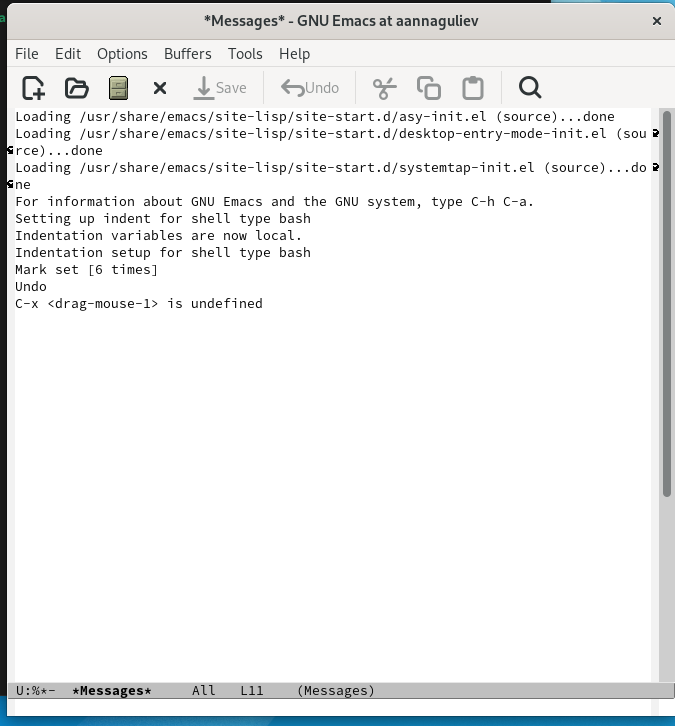 *Messages* - GNU Emacs at aannaguliev
File Edit Options Buffers Tools Help
Save Undo
Loading /usr/share/emacs/site-lisp/site-start.d/asy-init.el (source)...done
Loading /usr/share/emacs/site-lisp/site-start.d/desktop-entry-mode-init.el (sou
rce)...done
Loading /usr/share/emacs/site-lisp/site-start.d/systemtap-init.el (source)...do
ne
For information about GNU Emacs and the GNU system, type C-h C-a.
Setting up indent for shell type bash
Indentation variables are now local.
Indentation setup for shell type bash
Mark set [6 times]
Undo
C-x <drag-mouse-1> is undefined
U:%*-  *Messages*     All   L11    (Messages)